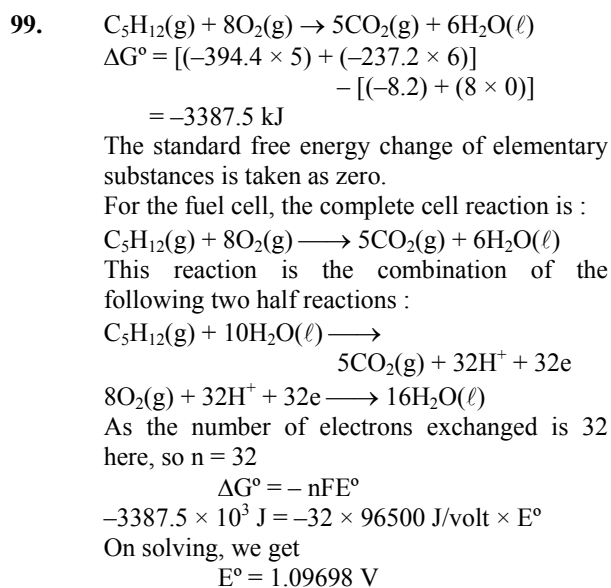 99. C₅H₁₂(g) + 8O₂(g) → 5CO₂(g) + 6H₂O(ℓ)
ΔGº = [(–394.4 × 5) + (–237.2 × 6)]
– [(–8.2) + (8 × 0)]
= –3387.5 kJ
The standard free energy change of elementary
substances is taken as zero.
For the fuel cell, the complete cell reaction is :
C₅H₁₂(g) + 8O₂(g) ⟶ 5CO₂(g) + 6H₂O(ℓ)
This reaction is the combination of the
following two half reactions :
C₅H₁₂(g) + 10H₂O(ℓ) ⟶
5CO₂(g) + 32H⁺ + 32e
8O₂(g) + 32H⁺ + 32e ⟶ 16H₂O(ℓ)
As the number of electrons exchanged is 32
here, so n = 32
ΔGº = – nFEº
–3387.5 × 10³ J = –32 × 96500 J/volt × Eº
On solving, we get
Eº = 1.09698 V